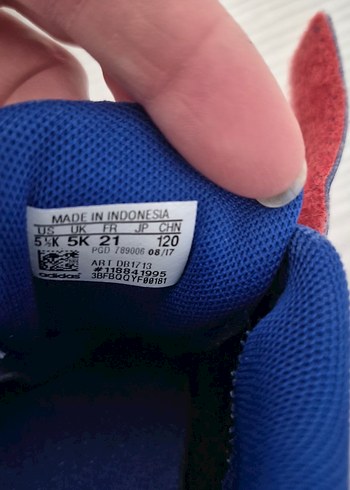 MADE IN INDONESIA
US UK FR JP CHN
5½K 5K 21 120
PGD 789006 08/17
ART DB1713
#118841995
adidas 3BFBQQYF00181